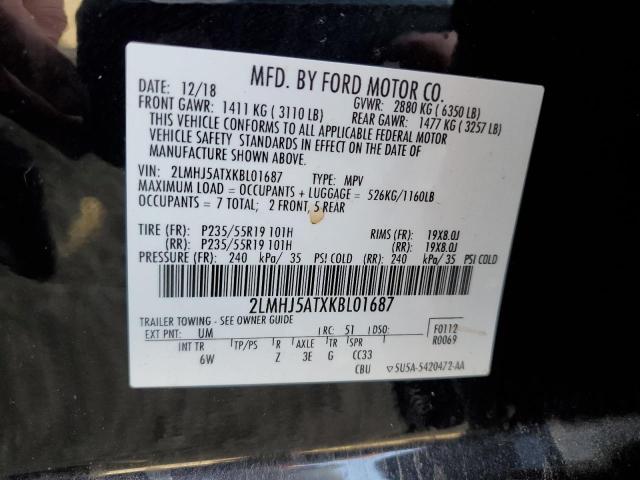 MFD. BY FORD MOTOR CO.
DATE: 12/18
GVWR: 2880 KG ( 6350 LB)
FRONT GAWR: 1411 KG ( 3110 LB)
REAR GAWR: 1477 KG ( 3257 LB)
THIS VEHICLE CONFORMS TO ALL APPLICABLE FEDERAL MOTOR
VEHICLE SAFETY STANDARDS IN EFFECT ON THE DATE OF
MANUFACTURE SHOWN ABOVE.
VIN: 2LMHJ5ATXKBL01687 TYPE: MPV
MAXIMUM LOAD = OCCUPANTS + LUGGAGE = 526KG/1160LB
OCCUPANTS = 7 TOTAL; 2 FRONT, 5 REAR
TIRE (FR): P235/55R19 101H RIMS (FR): 19X8.0J
(RR): P235/55R19 101H (RR): 19X8.0J
PRESSURE (FR): 240 kPa/ 35 PSI COLD (RR): 240 kPa/ 35 PSI COLD
2LMHJ5ATXKBL01687
TRAILER TOWING - SEE OWNER GUIDE
EXT PNT: UM RC: 51 DSO: F0112
R0069
INT TR TP/PS R AXLE TR SPR
6W Z 3E G CC33
CBU ▽5U5A-5420472-AA